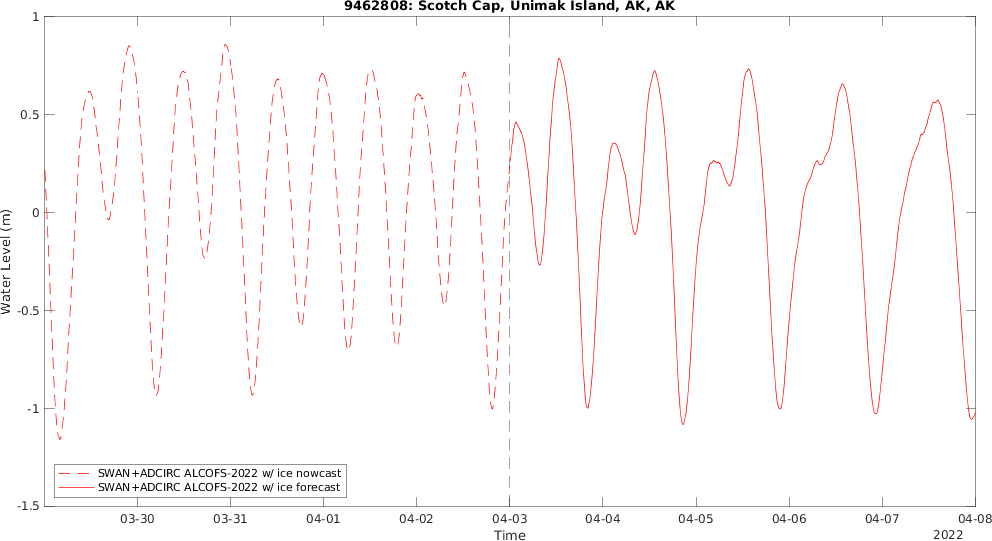 9462808: Scotch Cap, Unimak Island, AK, AK
1
0.5
0
-0.5
-1
-1.5
Water Level (m)
SWAN+ADCIRC ALCOFS-2022 w/ ice nowcast
SWAN+ADCIRC ALCOFS-2022 w/ ice forecast
03-30 03-31 04-01 04-02 04-03 04-04 04-05 04-06 04-07 04-08
Time
2022